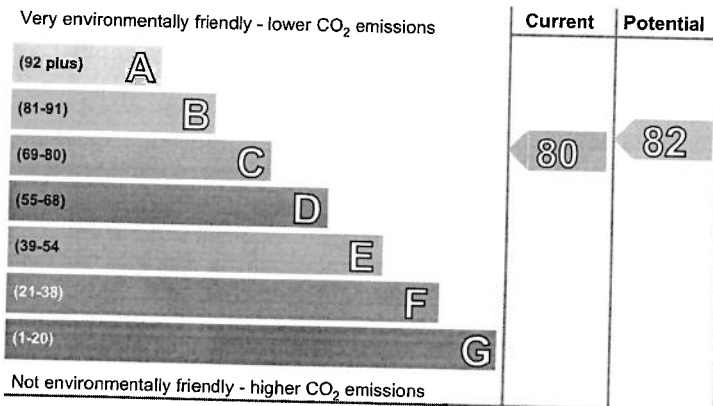 Very environmentally friendly - lower CO₂ emissions
Current
Potential
(92 plus) A
(81-91) B
(69-80) C
80
82
(55-68) D
(39-54 E
(21-38) F
(1-20) G
Not environmentally friendly - higher CO₂ emissions